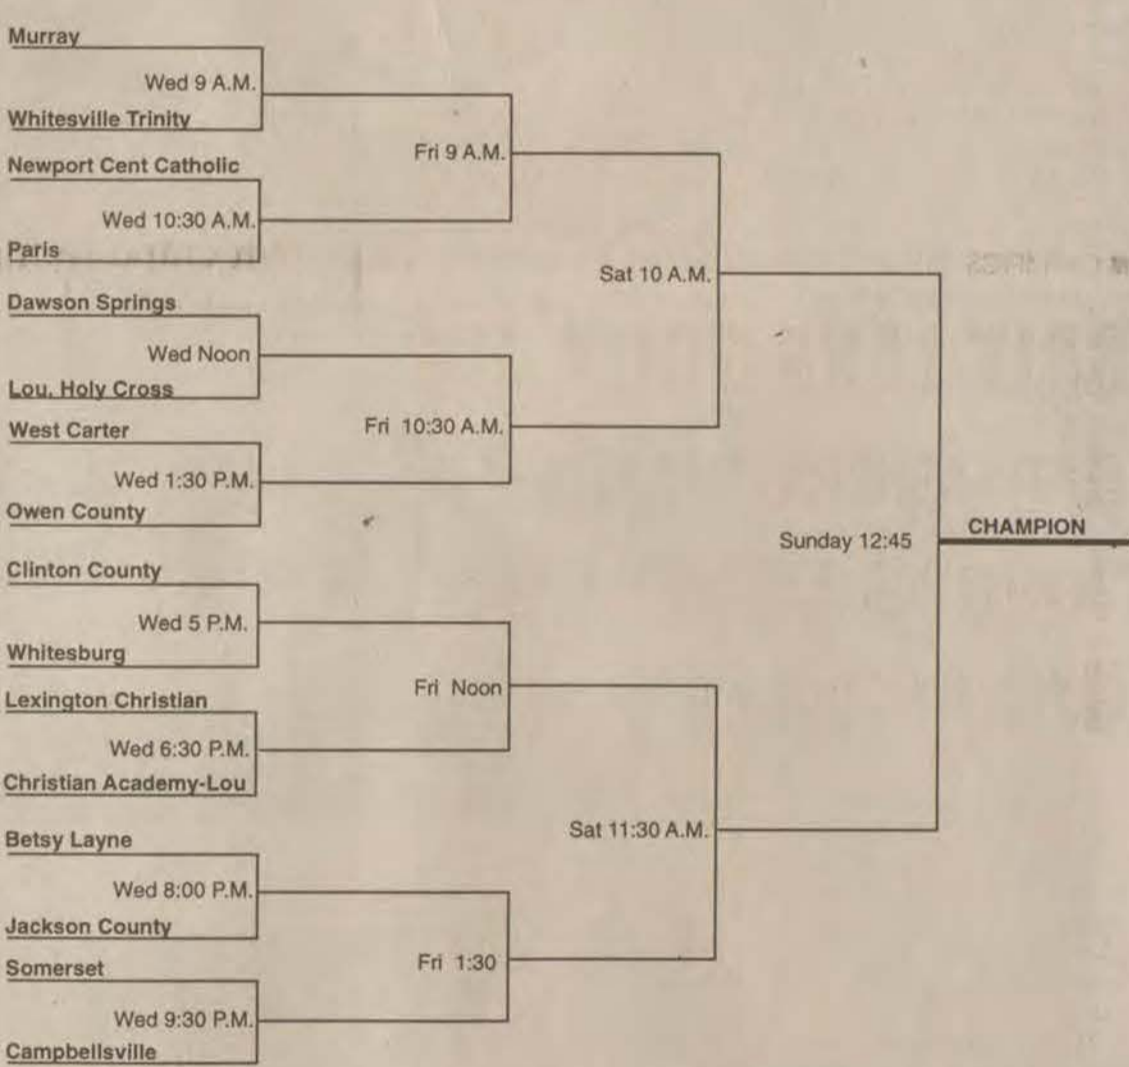 Murray
Wed 9 A.M.
Whitesville Trinity
Fri 9 A.M.
Newport Cent Catholic
Wed 10:30 A.M.
Paris
Sat 10 A.M.
Dawson Springs
Wed Noon
Lou. Holy Cross
Fri 10:30 A.M.
West Carter
Wed 1:30 P.M.
Owen County
Sunday 12:45
CHAMPION
Clinton County
Wed 5 P.M.
Whitesburg
Fri Noon
Lexington Christian
Wed 6:30 P.M.
Christian Academy-Lou
Sat 11:30 A.M.
Betsy Layne
Wed 8:00 P.M.
Jackson County
Fri 1:30
Somerset
Wed 9:30 P.M.
Campbellsville